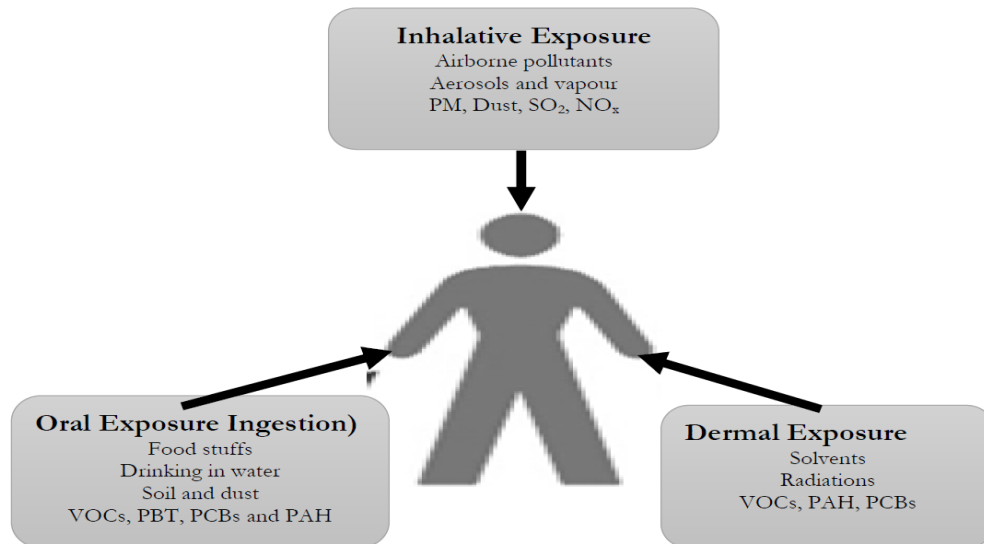 Inhalative Exposure
Airborne pollutants
Aerosols and vapour
PM, Dust, SO₂, NOₓ
Oral Exposure Ingestion)
Food stuffs
Drinking in water
Soil and dust
VOCs, PBT, PCBs and PAH
Dermal Exposure
Solvents
Radiations
VOCs, PAH, PCBs